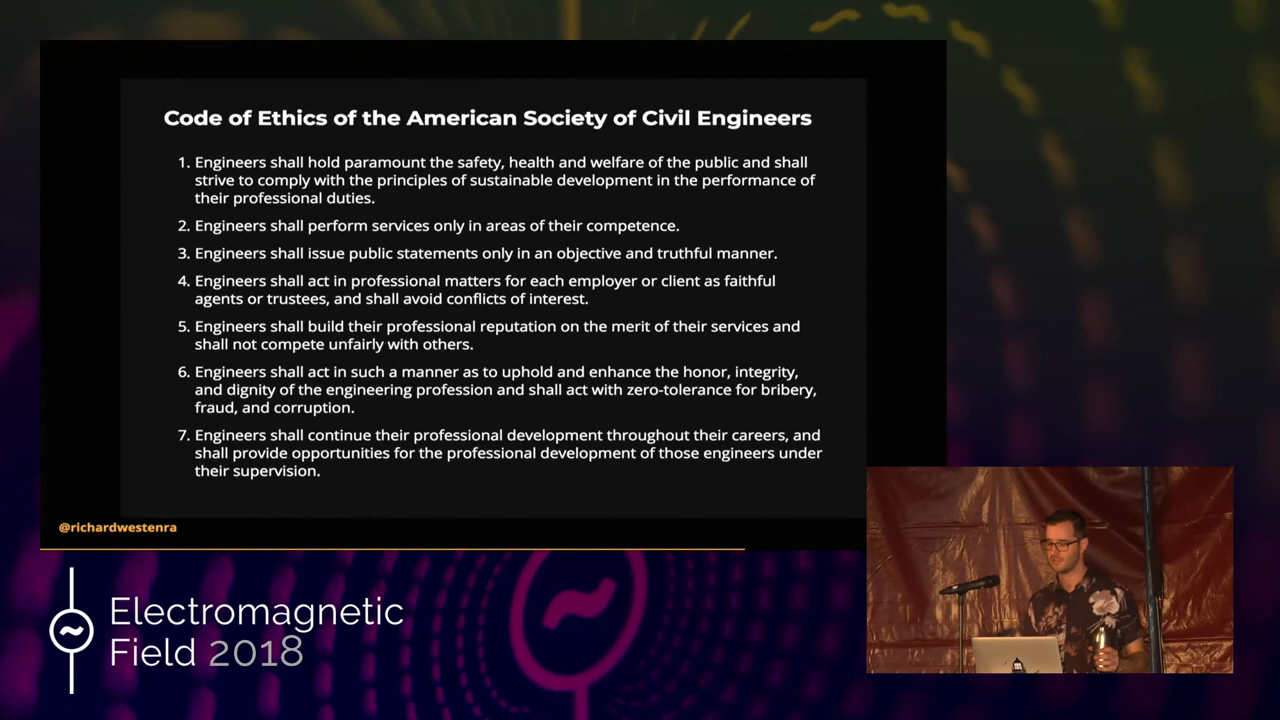 Code of Ethics of the American Society of Civil Engineers
1. Engineers shall hold paramount the safety, health and welfare of the public and shall
strive to comply with the principles of sustainable development in the performance of
their professional duties.
2. Engineers shall perform services only in areas of their competence.
3. Engineers shall issue public statements only in an objective and truthful manner.
4. Engineers shall act in professional matters for each employer or client as faithful
agents or trustees, and shall avoid conflicts of interest.
5. Engineers shall build their professional reputation on the merit of their services and
shall not compete unfairly with others.
6. Engineers shall act in such a manner as to uphold and enhance the honor, integrity,
and dignity of the engineering profession and shall act with zero-tolerance for bribery,
fraud, and corruption.
7. Engineers shall continue their professional development throughout their careers, and
shall provide opportunities for the professional development of those engineers under
their supervision.
@richardwestenra
Electromagnetic
Field 2018